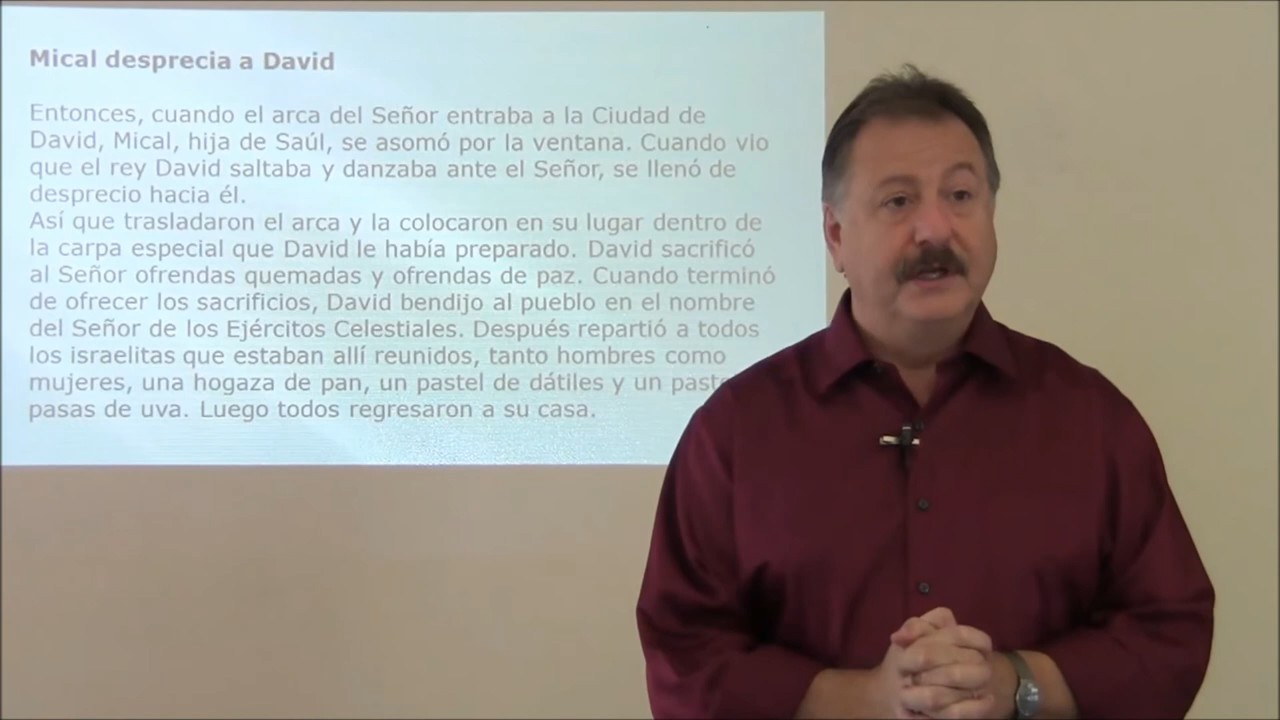 Mical desprecia a David
Entonces, cuando el arca del Señor entraba a la Ciudad de
David, Mical, hija de Saúl, se asomó por la ventana. Cuando vio
que el rey David saltaba y danzaba ante el Señor, se llenó de
desprecio hacia él.
Así que trasladaron el arca y la colocaron en su lugar dentro de
la carpa especial que David le había preparado. David sacrificó
al Señor ofrendas quemadas y ofrendas de paz. Cuando terminó
de ofrecer los sacrificios, David bendijo al pueblo en el nombre
del Señor de los Ejércitos Celestiales. Después repartió a todos
los israelitas que estaban allí reunidos, tanto hombres como
mujeres, una hogaza de pan, un pastel de dátiles y un
pasas de uva. Luego todos regresaron a su casa.